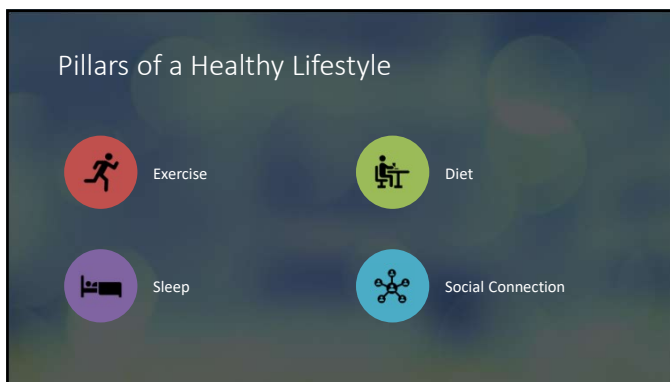 Pillars of a Healthy Lifestyle
Exercise
Diet
Sleep
Social Connection